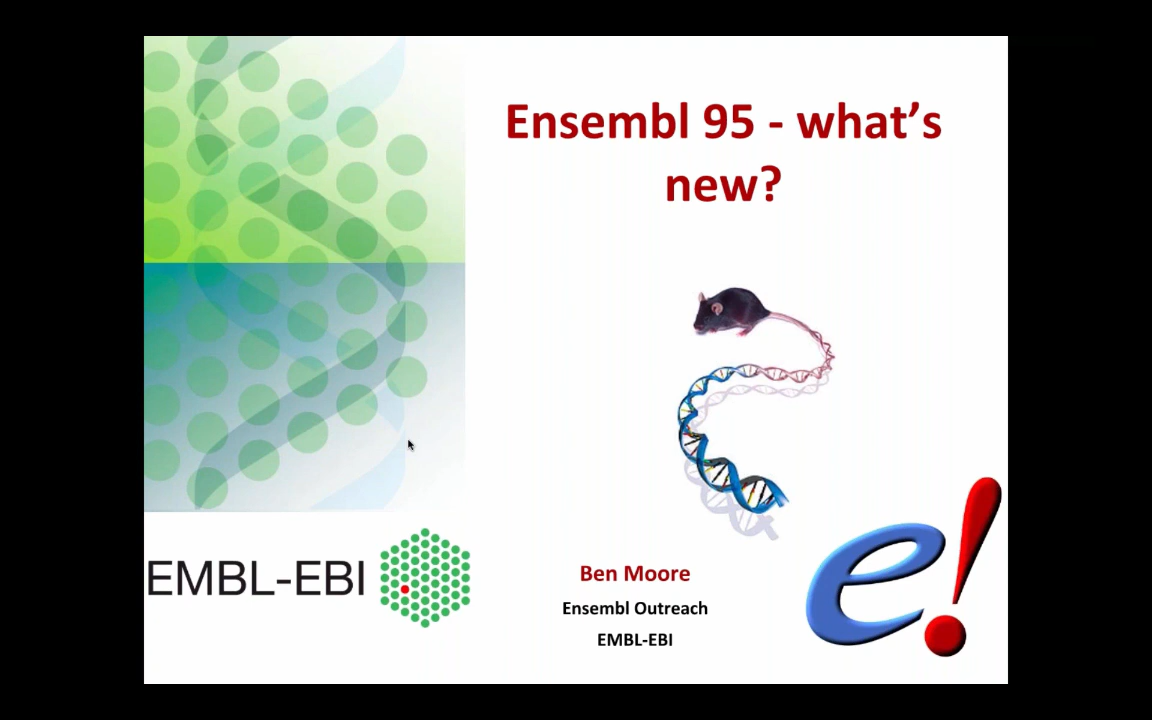 Ensembl 95 - what’s
new?
EMBL-EBI
Ben Moore
Ensembl Outreach
EMBL-EBI
e!